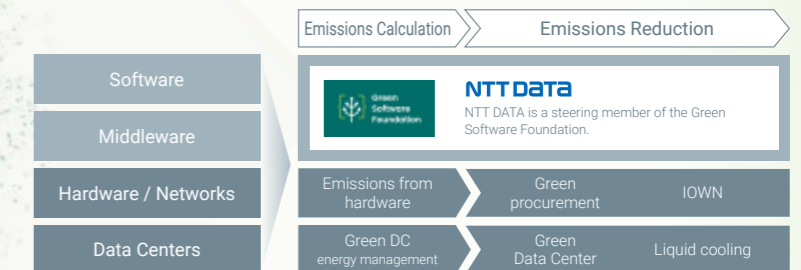 Emissions Calculation
Emissions Reduction
Software
Middleware
Hardware / Networks
Data Centers
Green
Software
Foundation
NTT DATA
NTT DATA is a steering member of the Green
Software Foundation.
Emissions from
hardware
Green
procurement
IOWN
Green DC
energy management
Green
Data Center
Liquid cooling